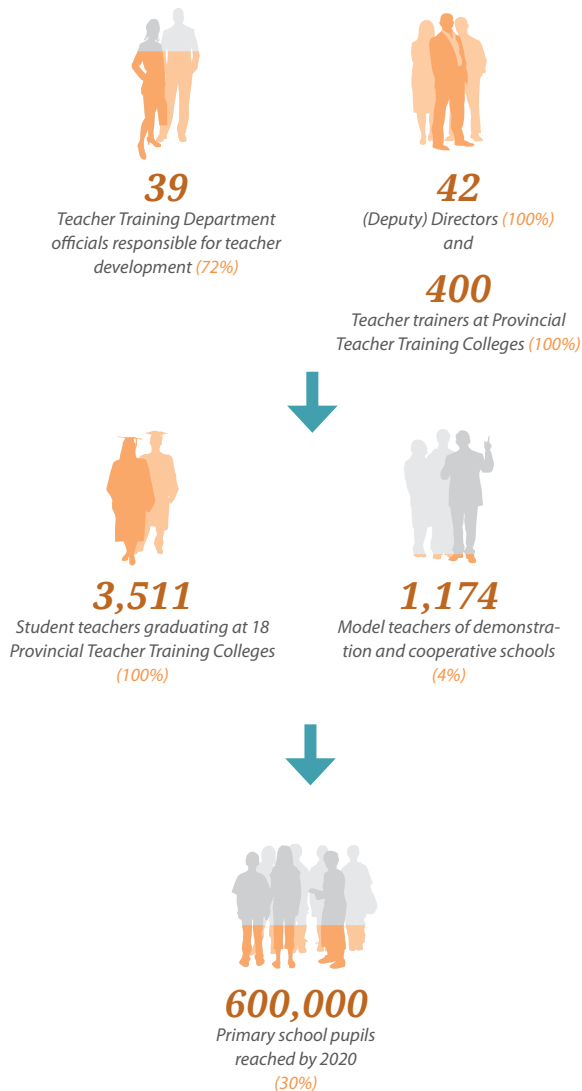 39
Teacher Training Department
officials responsible for teacher
development (72%)
42
(Deputy) Directors (100%)
and
400
Teacher trainers at Provincial
Teacher Training Colleges (100%)
3,511
Student teachers graduating at 18
Provincial Teacher Training Colleges
(100%)
1,174
Model teachers of demonstra-
tion and cooperative schools
(4%)
600,000
Primary school pupils
reached by 2020
(30%)